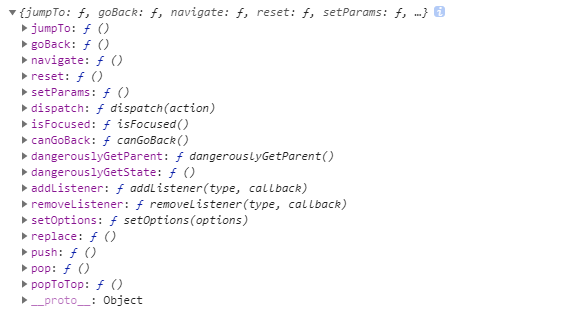 ▼{jumpTo: ƒ, goBack: ƒ, navigate: ƒ, reset: ƒ, setParams: ƒ, …} i
▶ jumpTo: ƒ ()
▶ goBack: ƒ ()
▶ navigate: ƒ ()
▶ reset: ƒ ()
▶ setParams: ƒ ()
▶ dispatch: ƒ dispatch(action)
▶ isFocused: ƒ isFocused()
▶ canGoBack: ƒ canGoBack()
▶ dangerouslyGetParent: ƒ dangerouslyGetParent()
▶ dangerouslyGetState: ƒ ()
▶ addListener: ƒ addListener(type, callback)
▶ removeListener: ƒ removeListener(type, callback)
▶ setOptions: ƒ setOptions(options)
▶ replace: ƒ ()
▶ push: ƒ ()
▶ pop: ƒ ()
▶ popToTop: ƒ ()
▶ __proto__: Object